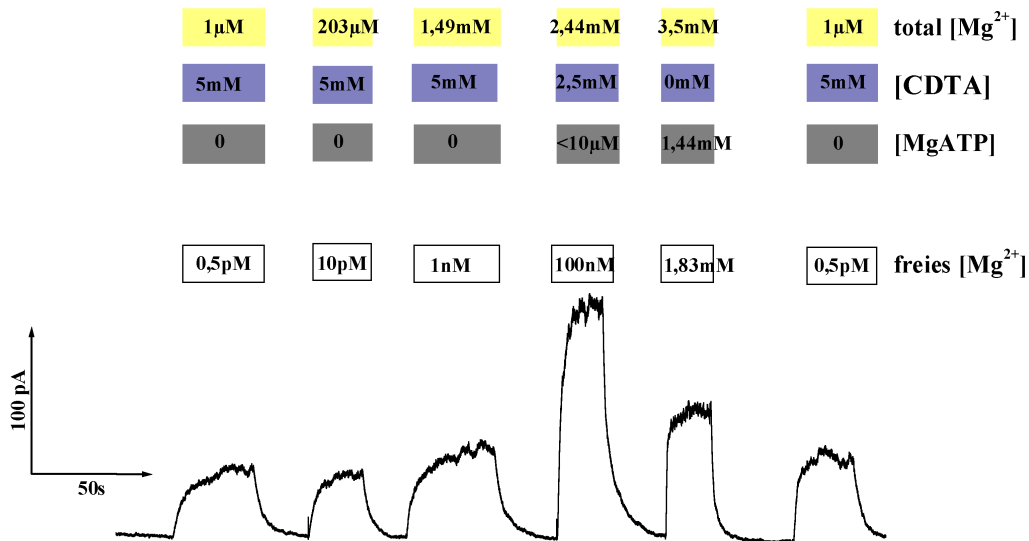 1µM 203µM 1,49mM 2,44mM 3,5mM 1µM total [Mg²⁺]
5mM 5mM 5mM 2,5mM 0mM 5mM [CDTA]
0 0 0 <10µM 1,44mM 0 [MgATP]
0,5pM 10pM 1nM 100nM 1,83mM 0,5pM freies [Mg²⁺]
100 pA
50s